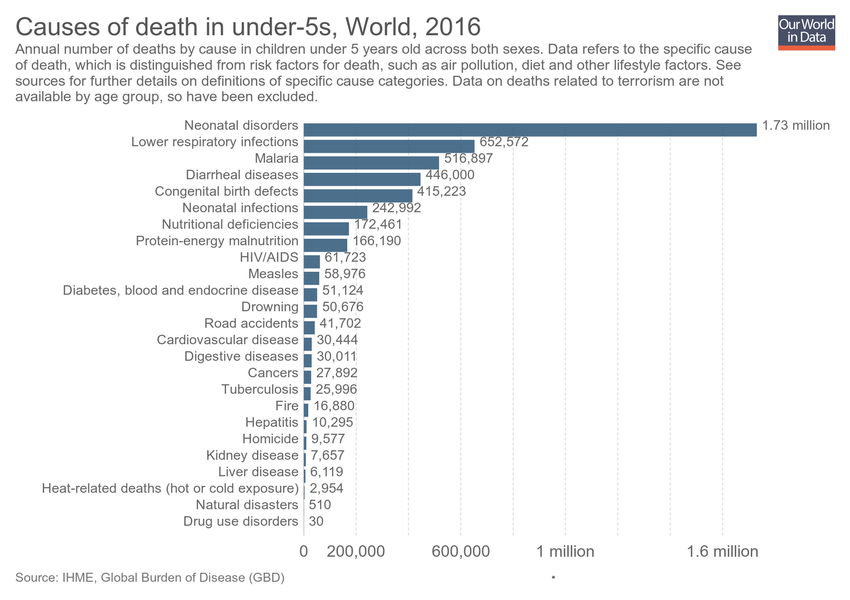 Causes of death in under-5s, World, 2016
Our World
in Data
Annual number of deaths by cause in children under 5 years old across both sexes. Data refers to the specific cause
of death, which is distinguished from risk factors for death, such as air pollution, diet and other lifestyle factors. See
sources for further details on definitions of specific cause categories. Data on deaths related to terrorism are not
available by age group, so have been excluded.
Neonatal disorders 1.73 million
Lower respiratory infections 652,572
Malaria 516,897
Diarrheal diseases 446,000
Congenital birth defects 415,223
Neonatal infections 242,992
Nutritional deficiencies 172,461
Protein-energy malnutrition 166,190
HIV/AIDS 61,723
Measles 58,976
Diabetes, blood and endocrine disease 51,124
Drowning 50,676
Road accidents 41,702
Cardiovascular disease 30,444
Digestive diseases 30,011
Cancers 27,892
Tuberculosis 25,996
Fire 16,880
Hepatitis 10,295
Homicide 9,577
Kidney disease 7,657
Liver disease 6,119
Heat-related deaths (hot or cold exposure) 2,954
Natural disasters 510
Drug use disorders 30
0 200,000 600,000 1 million 1.6 million
Source: IHME, Global Burden of Disease (GBD) •